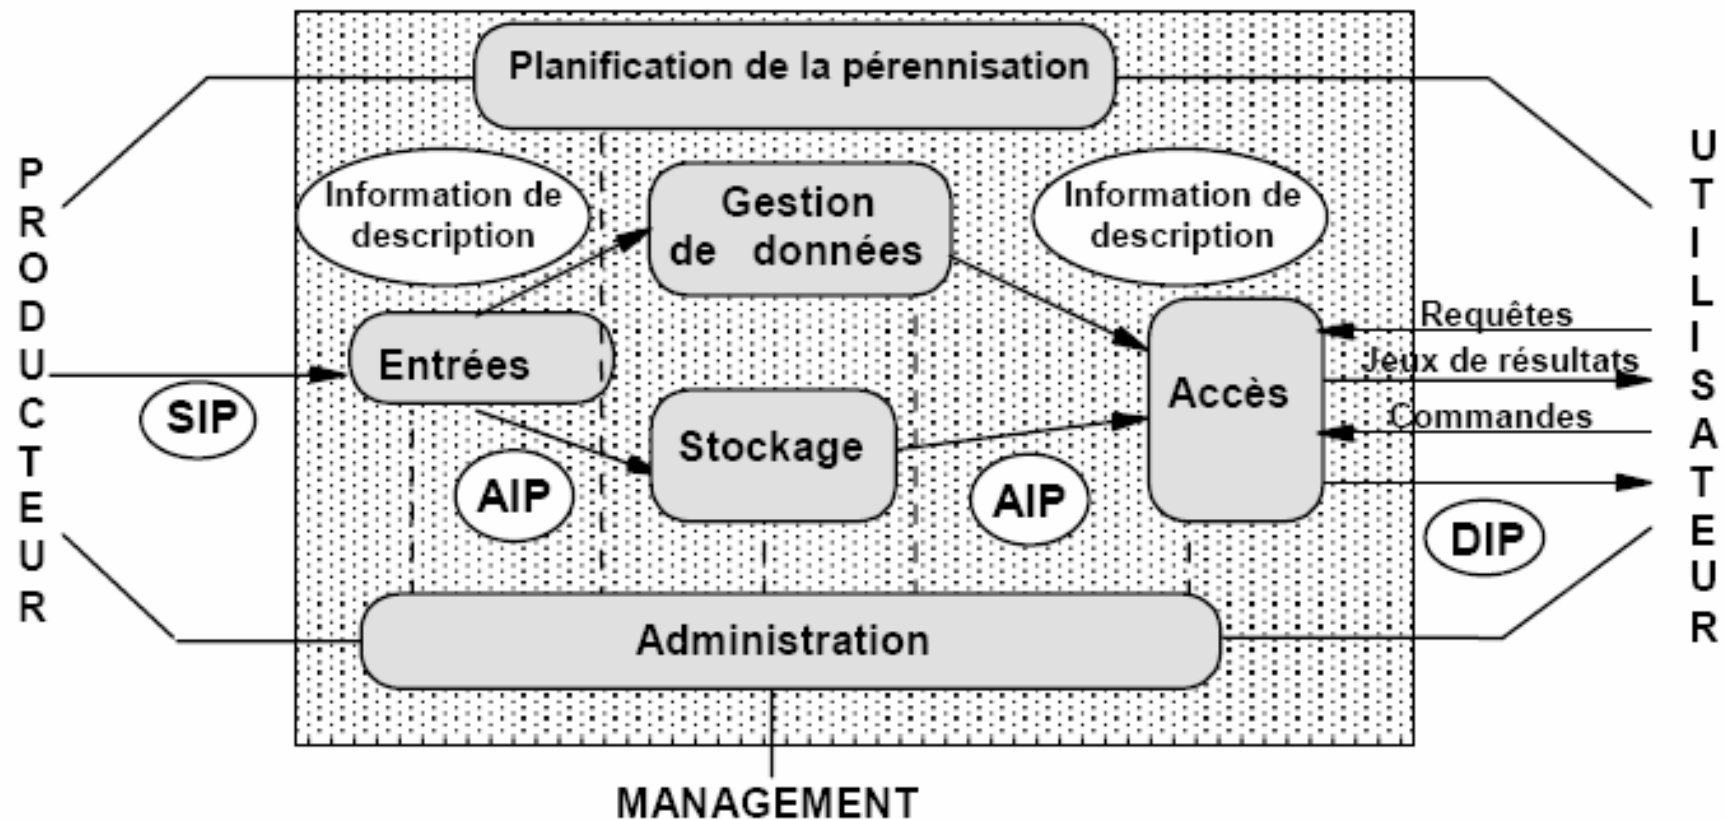 Planification de la pérennisation
PRODUCTEUR
UTILISATEUR
Information de
description
Gestion
de données
Information de
description
Requêtes
Jeux de résultats
Entrées
Accès
Commandes
SIP
Stockage
AIP
AIP
DIP
Administration
MANAGEMENT